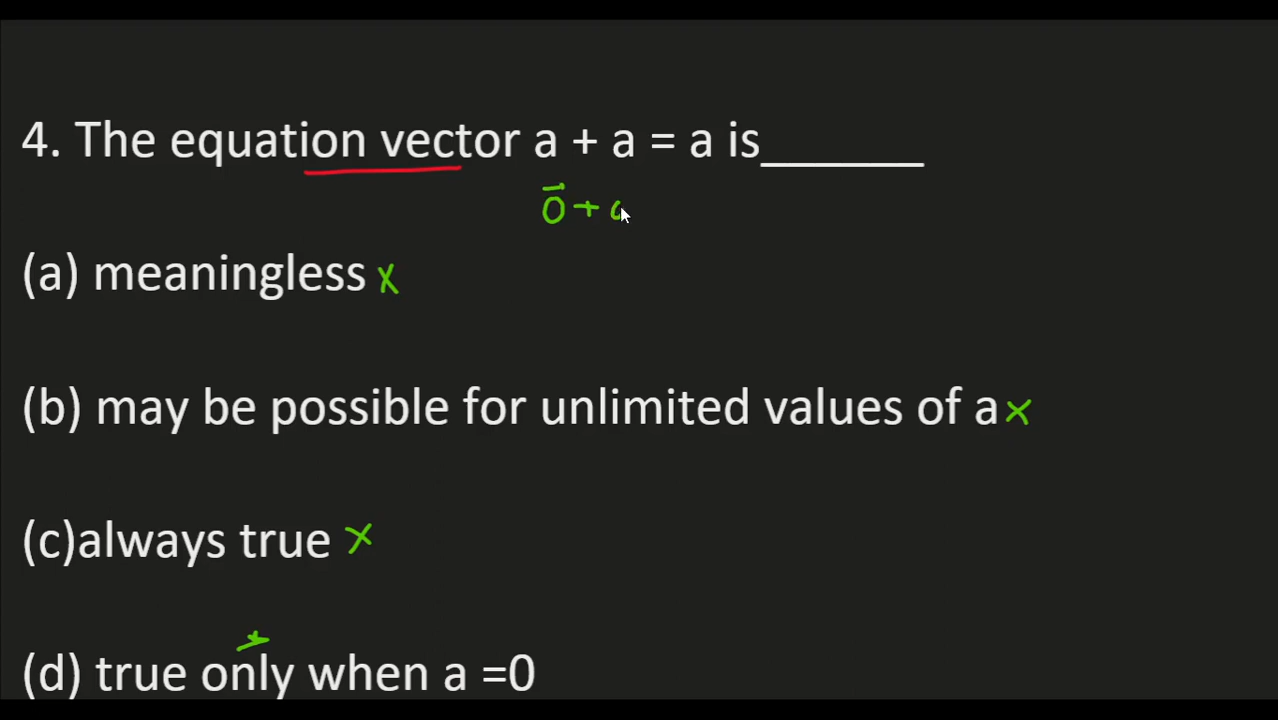 4. The equation vector a + a = a is______
0⃗ +
(a) meaningless x
(b) may be possible for unlimited values of a x
(c)always true x
(d) true only when a =0